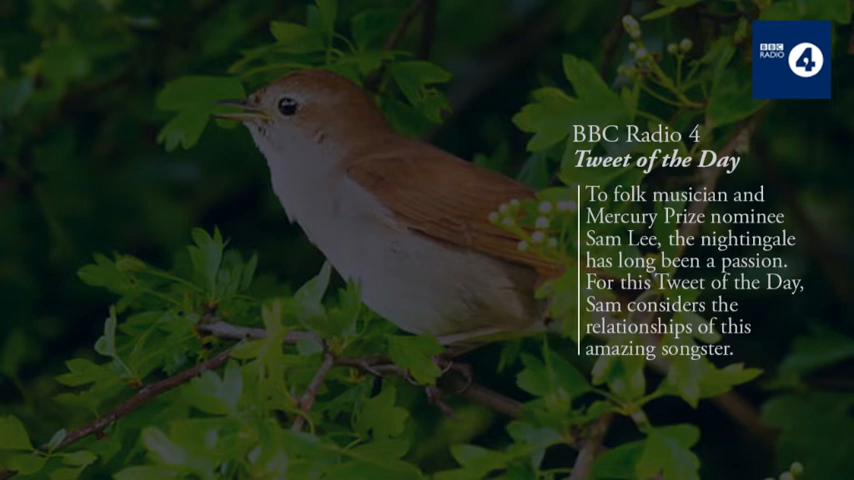 BBC
RADIO
4
BBC Radio 4
Tweet of the Day
To folk musician and
Mercury Prize nominee
Sam Lee, the nightingale
has long been a passion.
For this Tweet of the Day,
Sam considers the
relationships of this
amazing songster.